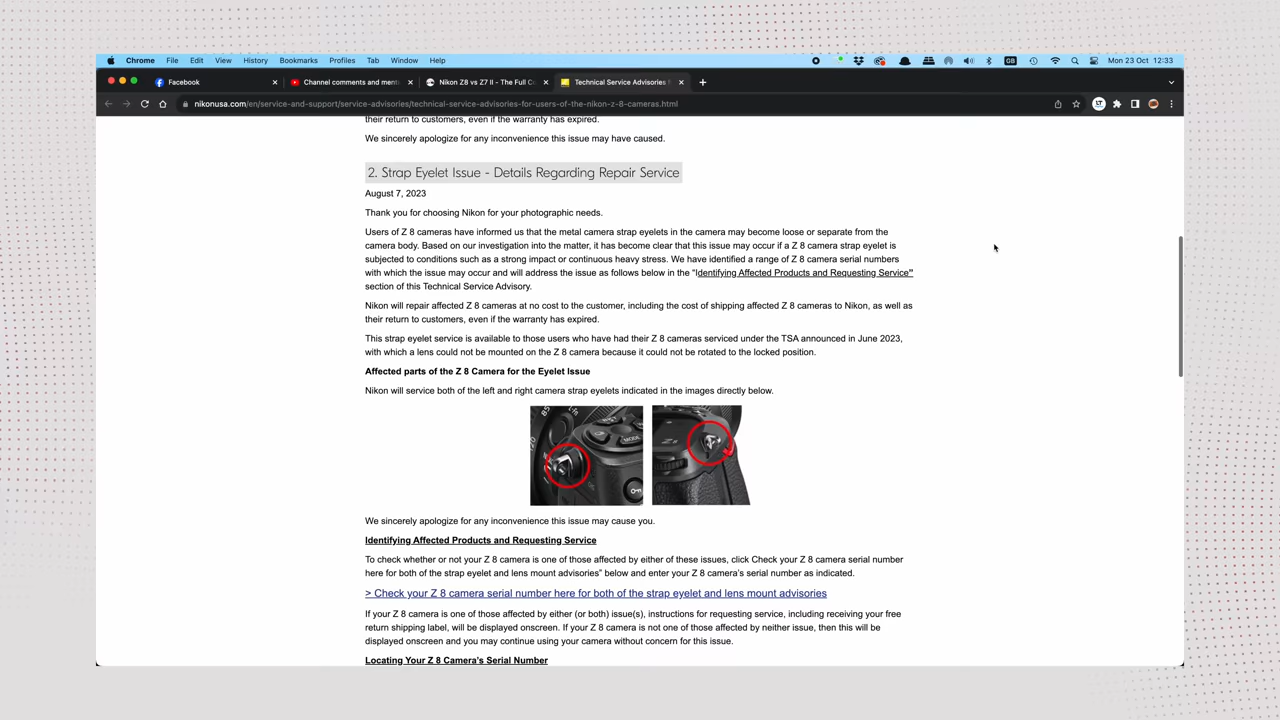 Chrome File Edit View History Bookmarks Profiles Tab Window Help
GB
Mon 23 Oct 12:33
Facebook
Channel comments and ment
Nikon Z8 vs Z7 II - The Full Co
Technical Service Advisories f
nikonusa.com/en/service-and-support/service-advisories/technical-service-advisories-for-users-of-the-nikon-z-8-cameras.html
LT
their return to customers, even if the warranty has expired.
We sincerely apologize for any inconvenience this issue may have caused.
2. Strap Eyelet Issue - Details Regarding Repair Service
August 7, 2023
Thank you for choosing Nikon for your photographic needs.
Users of Z 8 cameras have informed us that the metal camera strap eyelets in the camera may become loose or separate from the
camera body. Based on our investigation into the matter, it has become clear that this issue may occur if a Z 8 camera strap eyelet is
subjected to conditions such as a strong impact or continuous heavy stress. We have identified a range of Z 8 camera serial numbers
with which the issue may occur and will address the issue as follows below in the "Identifying Affected Products and Requesting Service"
section of this Technical Service Advisory.
Nikon will repair affected Z 8 cameras at no cost to the customer, including the cost of shipping affected Z 8 cameras to Nikon, as well as
their return to customers, even if the warranty has expired.
This strap eyelet service is available to those users who have had their Z 8 cameras serviced under the TSA announced in June 2023,
with which a lens could not be mounted on the Z 8 camera because it could not be rotated to the locked position.
Affected parts of the Z 8 Camera for the Eyelet Issue
Nikon will service both of the left and right camera strap eyelets indicated in the images directly below.
MODE
We sincerely apologize for any inconvenience this issue may cause you.
Identifying Affected Products and Requesting Service
To check whether or not your Z 8 camera is one of those affected by either of these issues, click Check your Z 8 camera serial number
here for both of the strap eyelet and lens mount advisories" below and enter your Z 8 camera's serial number as indicated.
> Check your Z 8 camera serial number here for both of the strap eyelet and lens mount advisories
If your Z 8 camera is one of those affected by either (or both) issue(s), instructions for requesting service, including receiving your free
return shipping label, will be displayed onscreen. If your Z 8 camera is not one of those affected by neither issue, then this will be
displayed onscreen and you may continue using your camera without concern for this issue.
Locating Your Z 8 Camera's Serial Number